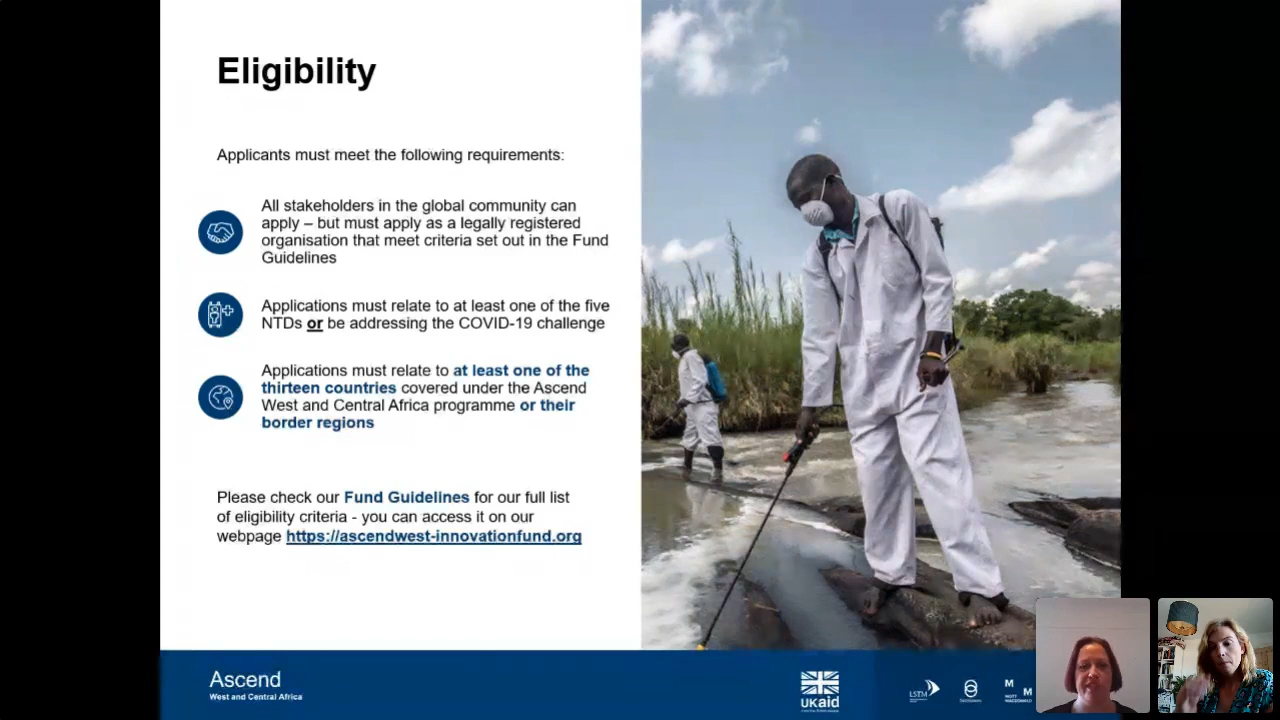 Eligibility
Applicants must meet the following requirements:
All stakeholders in the global community can
apply – but must apply as a legally registered
organisation that meet criteria set out in the Fund
Guidelines
Applications must relate to at least one of the five
NTDs or be addressing the COVID-19 challenge
Applications must relate to at least one of the
thirteen countries covered under the Ascend
West and Central Africa programme or their
border regions
Please check our Fund Guidelines for our full list
of eligibility criteria - you can access it on our
webpage https://ascendwest-innovationfund.org
Ascend
West and Central Africa
UKaid
LSTM
M
M
MOTT
MACDONALD